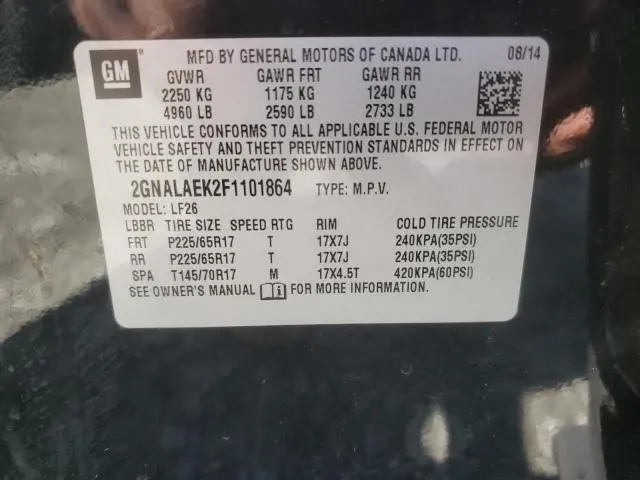 GM
MFD BY GENERAL MOTORS OF CANADA LTD. 08/14
GVWR GAWR FRT GAWR RR
2250 KG 1175 KG 1240 KG
4960 LB 2590 LB 2733 LB
THIS VEHICLE CONFORMS TO ALL APPLICABLE U.S. FEDERAL MOTOR
VEHICLE SAFETY AND THEFT PREVENTION STANDARDS IN EFFECT ON
THE DATE OF MANUFACTURE SHOWN ABOVE.
2GNALAEK2F1101864 TYPE: M.P.V.
MODEL: LF26
LBBR TIRE SIZE SPEED RTG RIM COLD TIRE PRESSURE
FRT P225/65R17 T 17X7J 240KPA(35PSI)
RR P225/65R17 T 17X7J 240KPA(35PSI)
SPA T145/70R17 M 17X4.5T 420KPA(60PSI)
SEE OWNER'S MANUAL i FOR MORE INFORMATION.